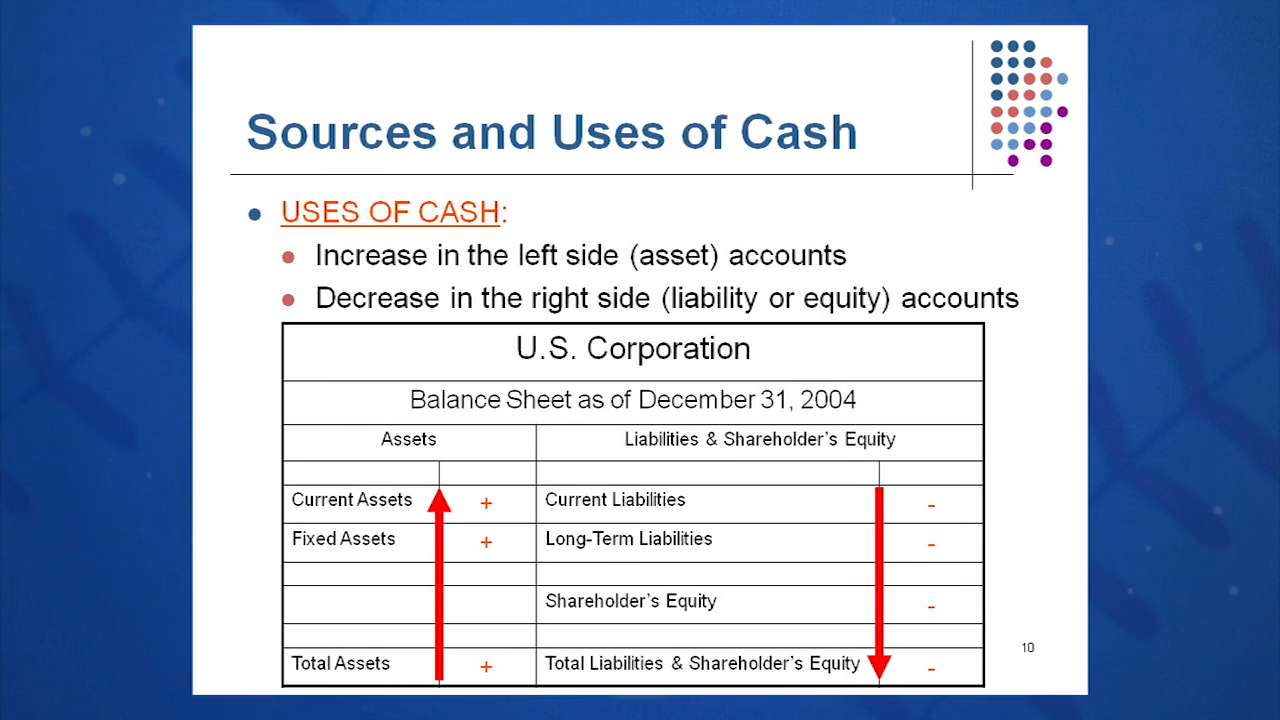 Sources and Uses of Cash
USES OF CASH:
Increase in the left side (asset) accounts
Decrease in the right side (liability or equity) accounts
U.S. Corporation
Balance Sheet as of December 31, 2004
Assets Liabilities & Shareholder's Equity
Current Assets + Current Liabilities -
Fixed Assets + Long-Term Liabilities -
Shareholder's Equity -
Total Assets + Total Liabilities & Shareholder's Equity -
10